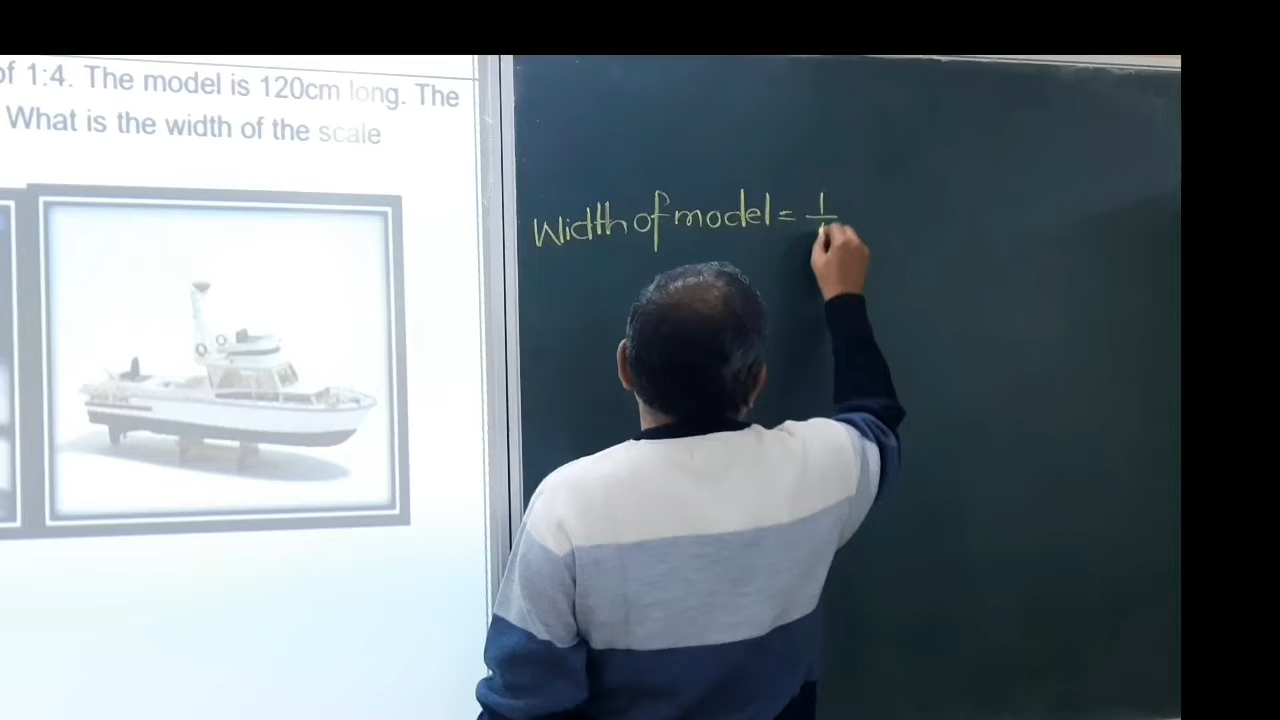 of 1:4. The model is 120cm long. The
What is the width of the scale
Width of model = 1/